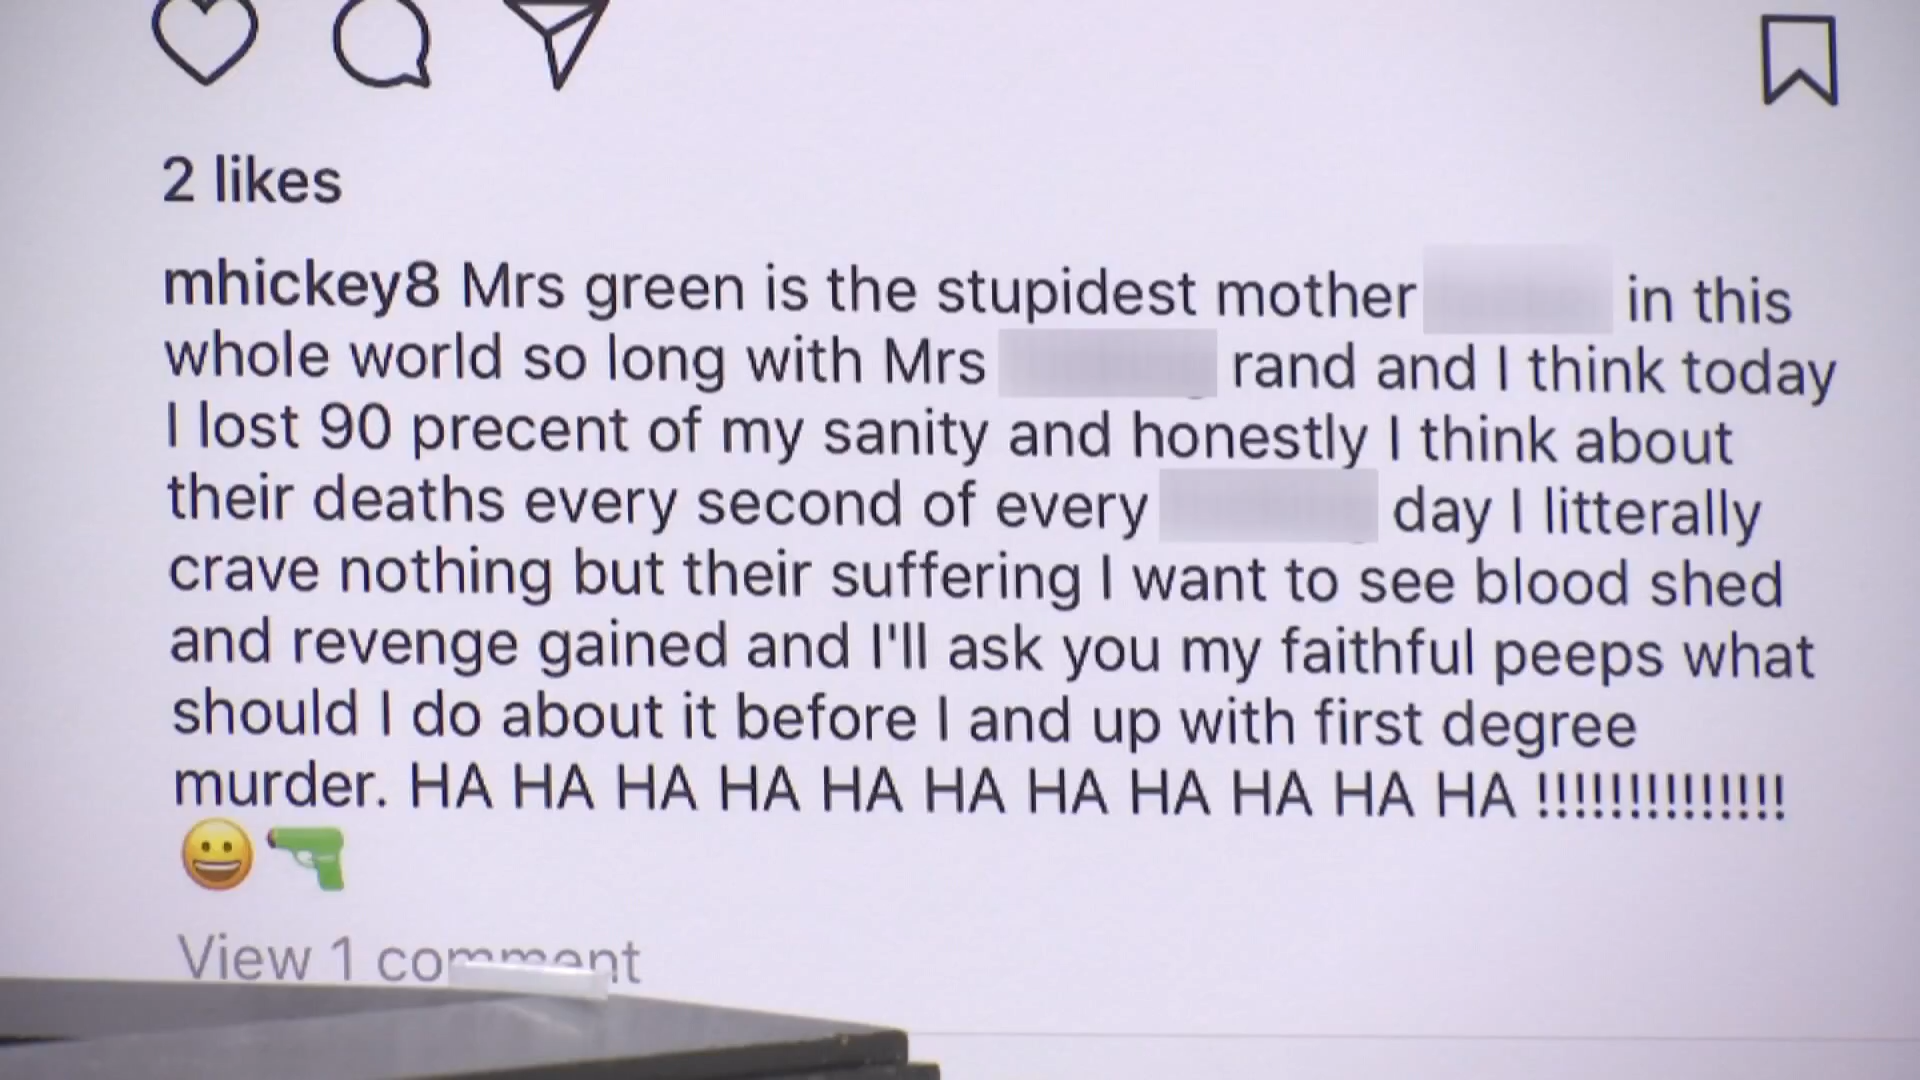 2 likes
mhickey8 Mrs green is the stupidest mother in this
whole world so long with Mrs rand and I think today
I lost 90 precent of my sanity and honestly I think about
their deaths every second of every day I litterally
crave nothing but their suffering I want to see blood shed
and revenge gained and I'll ask you my faithful peeps what
should I do about it before I and up with first degree
murder. HA HA HA HA HA HA HA HA HA HA HA !!!!!!!!!!!!!!
😀🔫
View 1 comment